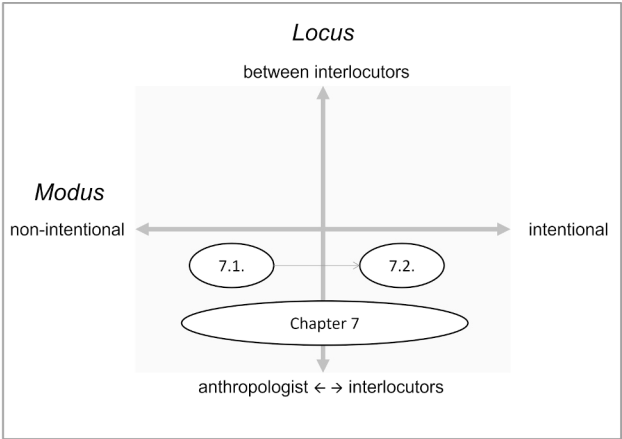 Locus
between interlocutors
Modus
non-intentional
intentional
7.1.
7.2.
Chapter 7
anthropologist ← → interlocutors